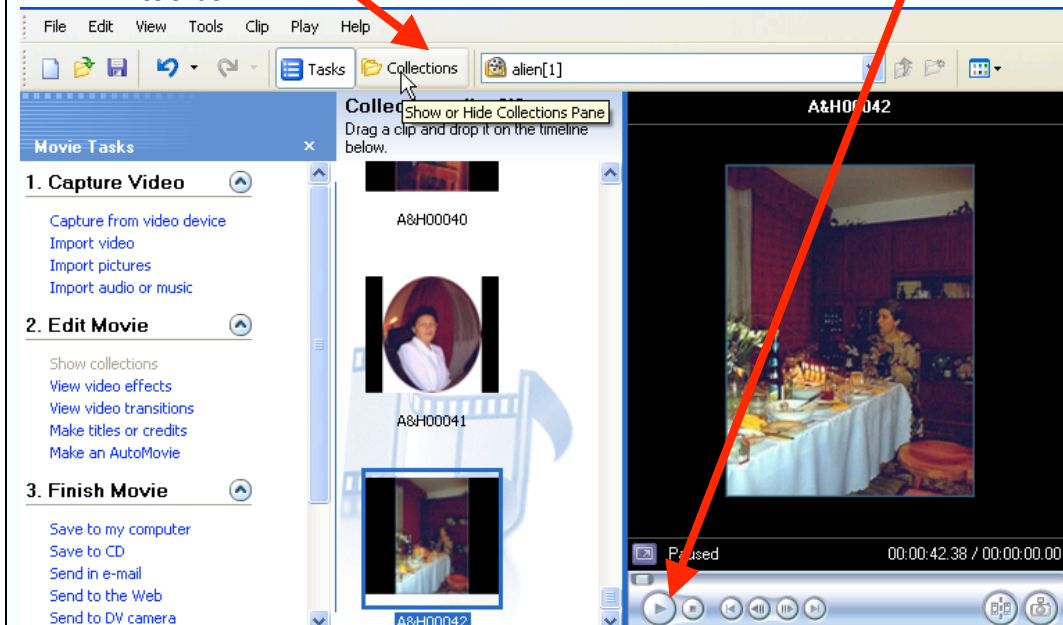 File Edit View Tools Clip Play Help
Tasks Collections alien[1]
Show or Hide Collections Pane
Movie Tasks
Drag a clip and drop it on the timeline
below.
A&H00042
1. Capture Video
Capture from video device
Import video
Import pictures
Import audio or music
2. Edit Movie
Show collections
View video effects
View video transitions
Make titles or credits
Make an AutoMovie
3. Finish Movie
Save to my computer
Save to CD
Send in e-mail
Send to the Web
Send to DV camera
A&H00040
A&H00041
A&H00042
Paused 00:00:42.38 / 00:00:00.00